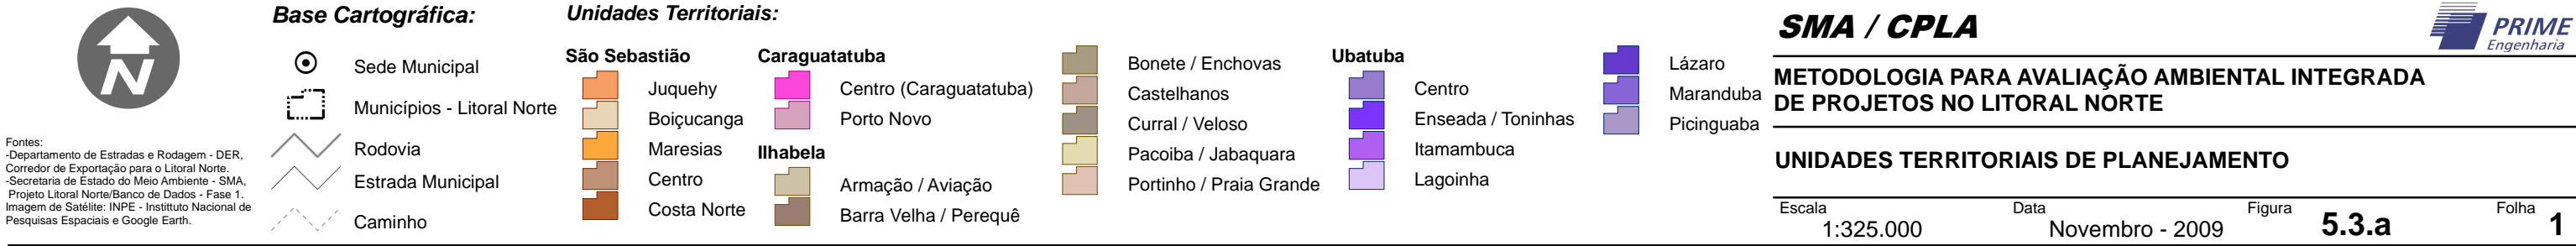 N
Fontes:
-Departamento de Estradas e Rodagem - DER,
Corredor de Exportação para o Litoral Norte.
-Secretaria de Estado do Meio Ambiente - SMA,
Projeto Litoral Norte/Banco de Dados - Fase 1.
Imagem de Satélite: INPE - Instituto Nacional de
Pesquisas Espaciais e Google Earth.
Base Cartográfica:
Sede Municipal
Municípios - Litoral Norte
Rodovia
Estrada Municipal
Caminho
Unidades Territoriais:
São Sebastião
Juquehy
Boiçucanga
Maresias
Centro
Costa Norte
Caraguatatuba
Centro (Caraguatatuba)
Porto Novo
Ilhabela
Armação / Aviação
Barra Velha / Perequê
Bonete / Enchovas
Castelhanos
Curral / Veloso
Pacoiba / Jabaquara
Portinho / Praia Grande
Ubatuba
Centro
Enseada / Toninhas
Itamambuca
Lagoinha
Lázaro
Maranduba
Picinguaba
SMA / CPLA
PRIME
Engenharia
METODOLOGIA PARA AVALIAÇÃO AMBIENTAL INTEGRADA
DE PROJETOS NO LITORAL NORTE
UNIDADES TERRITORIAIS DE PLANEJAMENTO
Escala
1:325.000
Data
Novembro - 2009
Figura
5.3.a
Folha
1